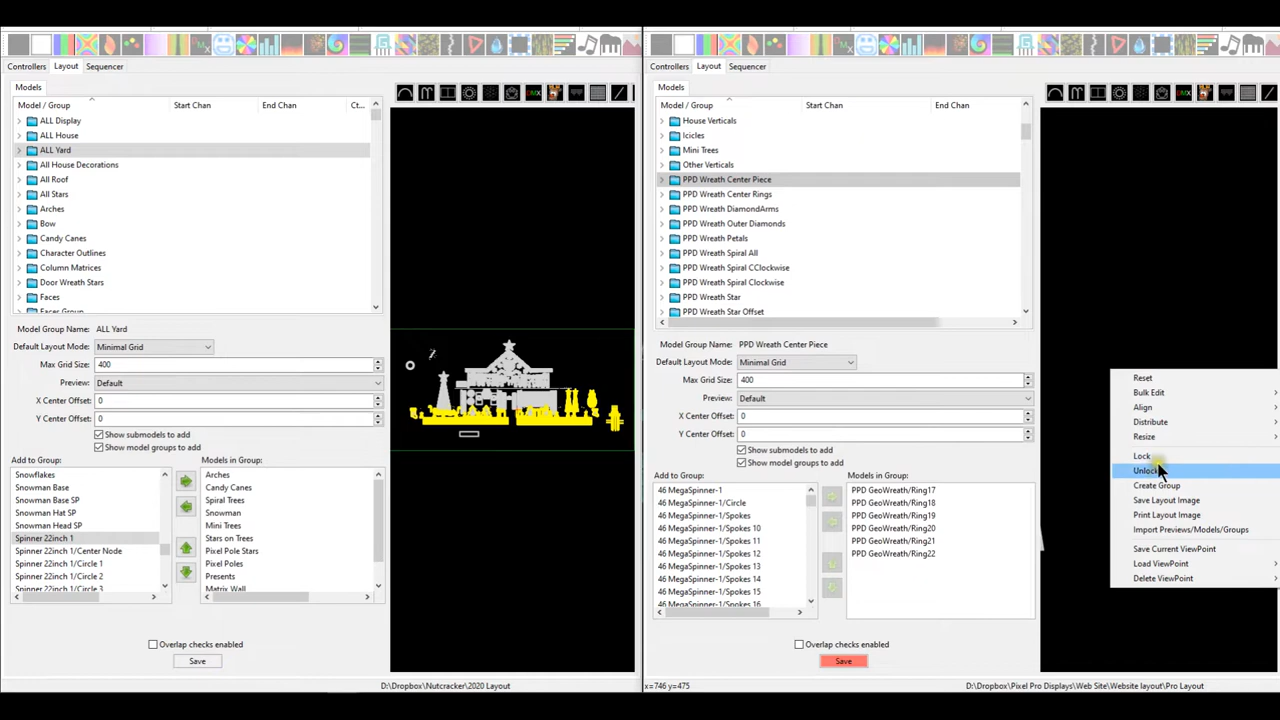 Controllers Layout Sequencer
Models
Model / Group Start Chan End Chan Ct...
ALL Display
ALL House
ALL Yard
All House Decorations
All Roof
All Stars
Arches
Bow
Candy Canes
Character Outlines
Column Matrices
Door Wreath Stars
Faces
Faces Group
Model Group Name: ALL Yard
Default Layout Mode: Minimal Grid
Max Grid Size: 400
Preview: Default
X Center Offset: 0
Y Center Offset: 0
Show submodels to add
Show model groups to add
Add to Group:
Snowflakes
Snowman Base
Snowman Base SP
Snowman Hat SP
Snowman Head SP
Spinner 22inch 1
Spinner 22inch 1/Center Node
Spinner 22inch 1/Circle 1
Spinner 22inch 1/Circle 2
Spinner 22inch 1/Circle 3
Models in Group:
Arches
Candy Canes
Spiral Trees
Snowman
Mini Trees
Stars on Trees
Pixel Pole Stars
Pixel Poles
Presents
Matrix Wall
Overlap checks enabled
Save
D:\Dropbox\Nutcracker\2020 Layout
Controllers Layout Sequencer
Models
Model / Group Start Chan End Chan
House Verticals
Icicles
Mini Trees
Other Verticals
PPD Wreath Center Piece
PPD Wreath Center Rings
PPD Wreath DiamondArms
PPD Wreath Outer Diamonds
PPD Wreath Petals
PPD Wreath Spiral All
PPD Wreath Spiral CClockwise
PPD Wreath Spiral Clockwise
PPD Wreath Star
PPD Wreath Star Offset
Model Group Name: PPD Wreath Center Piece
Default Layout Mode: Minimal Grid
Max Grid Size: 400
Preview: Default
X Center Offset: 0
Y Center Offset: 0
Show submodels to add
Show model groups to add
Add to Group:
46 MegaSpinner-1
46 MegaSpinner-1/Circle
46 MegaSpinner-1/Spokes
46 MegaSpinner-1/Spokes 10
46 MegaSpinner-1/Spokes 11
46 MegaSpinner-1/Spokes 12
46 MegaSpinner-1/Spokes 13
46 MegaSpinner-1/Spokes 14
46 MegaSpinner-1/Spokes 15
46 MegaSpinner-1/Spokes 16
Models in Group:
PPD GeoWreath/Ring17
PPD GeoWreath/Ring18
PPD GeoWreath/Ring19
PPD GeoWreath/Ring20
PPD GeoWreath/Ring21
PPD GeoWreath/Ring22
Overlap checks enabled
Save
x=746 y=475
D:\Dropbox\Pixel Pro Displays\Web Site\Website layout\Pro Layout
Reset
Bulk Edit
Align
Distribute
Resize
Lock
Unlock
Create Group
Save Layout Image
Print Layout Image
Import Previews/Models/Groups
Save Current ViewPoint
Load ViewPoint
Delete ViewPoint